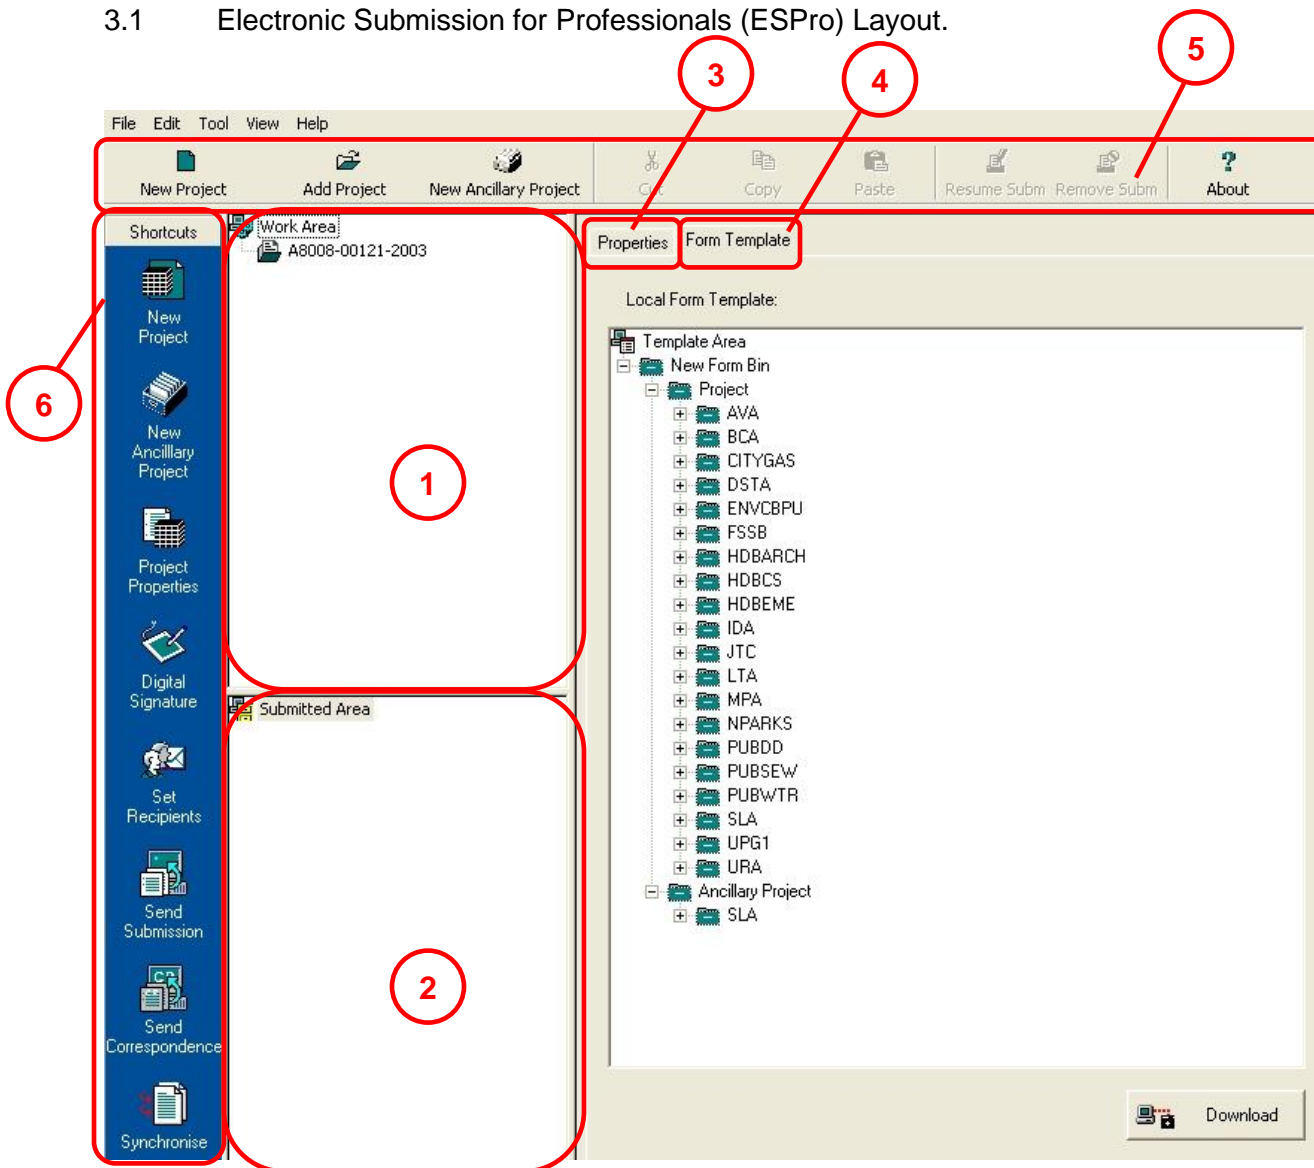 3.1 Electronic Submission for Professionals (ESPro) Layout.
3
4
5
File Edit Tool View Help
New Project Add Project New Ancillary Project Cut Copy Paste Resume Subm Remove Subm About
Shortcuts
New
Project
New
Ancilllary
Project
Project
Properties
Digital
Signature
Set
Recipients
Send
Submission
Send
Correspondence
Synchronise
6
Work Area
A8008-00121-2003
1
Submitted Area
2
Properties Form Template
Local Form Template:
Template Area
New Form Bin
Project
AVA
BCA
CITYGAS
DSTA
ENVCBPU
FSSB
HDBARCH
HDBCS
HDBEME
IDA
JTC
LTA
MPA
NPARKS
PUBDD
PUBSEW
PUBWTR
SLA
UPG1
URA
Ancillary Project
SLA
Download